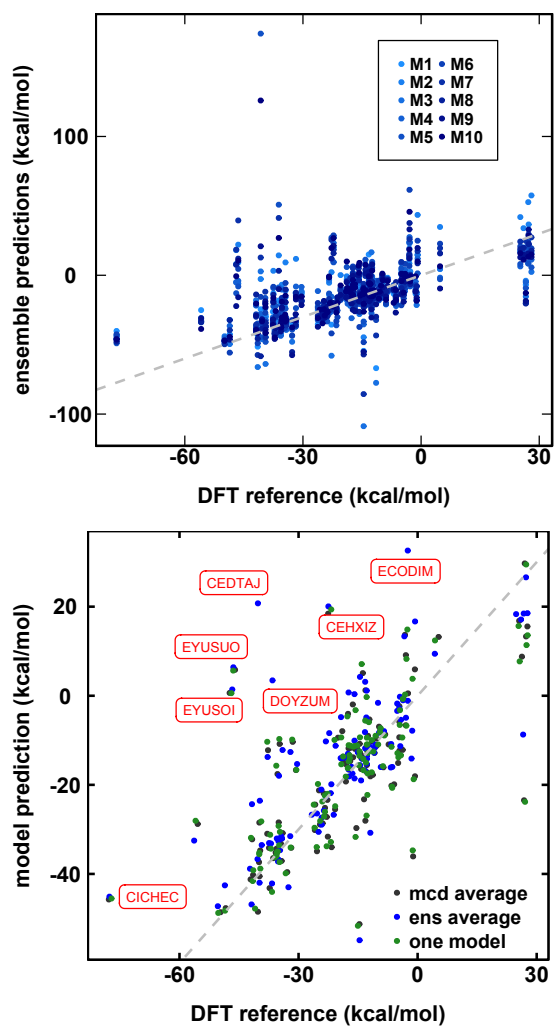 ensemble predictions (kcal/mol)
100
0
-100
M1 M6
M2 M7
M3 M8
M4 M9
M5 M10
-60 -30 0 30
DFT reference (kcal/mol)
model prediction (kcal/mol)
20
0
-20
-40
CEDTAJ
ECODIM
EYUSUO
CEHXIZ
EYUSOI
DOYZUM
CICHEC
mcd average
ens average
one model
-60 -30 0 30
DFT reference (kcal/mol)